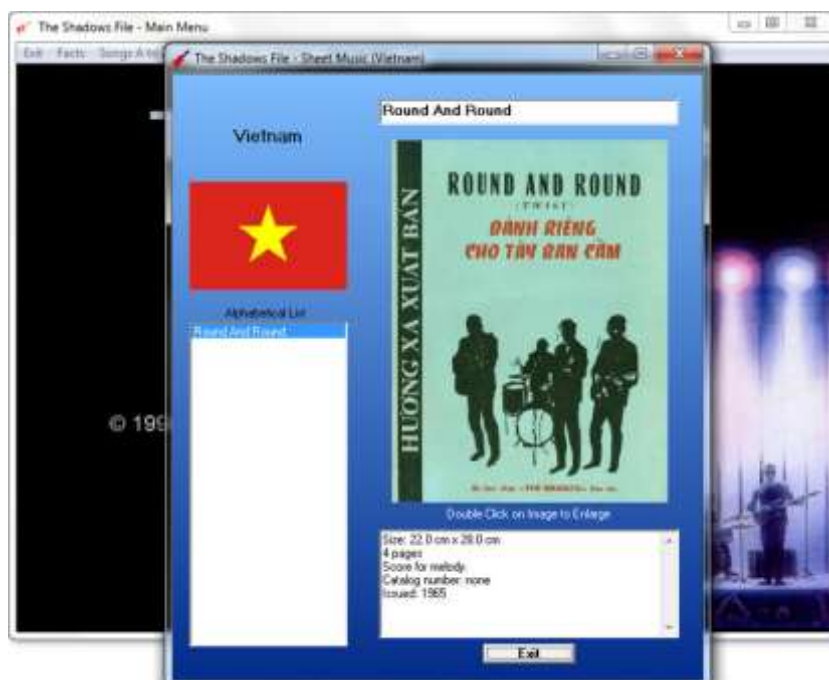 The Shadows File - Main Menu
Exit Facts Songs A to
The Shadows File - Sheet Music (Vietnam)
Vietnam
Round And Round
HƯƠNG XA XUẤT BẢN
ROUND AND ROUND
(TWIST)
DÀNH RIÊNG
CHO TÂY BAN CẦM
Alphabetical List
Round And Round
© 199
Double Click on Image to Enlarge
Size: 22.0 cm x 28.0 cm
4 pages
Score for melody.
Catalog number: none
Issued: 1965
Exit